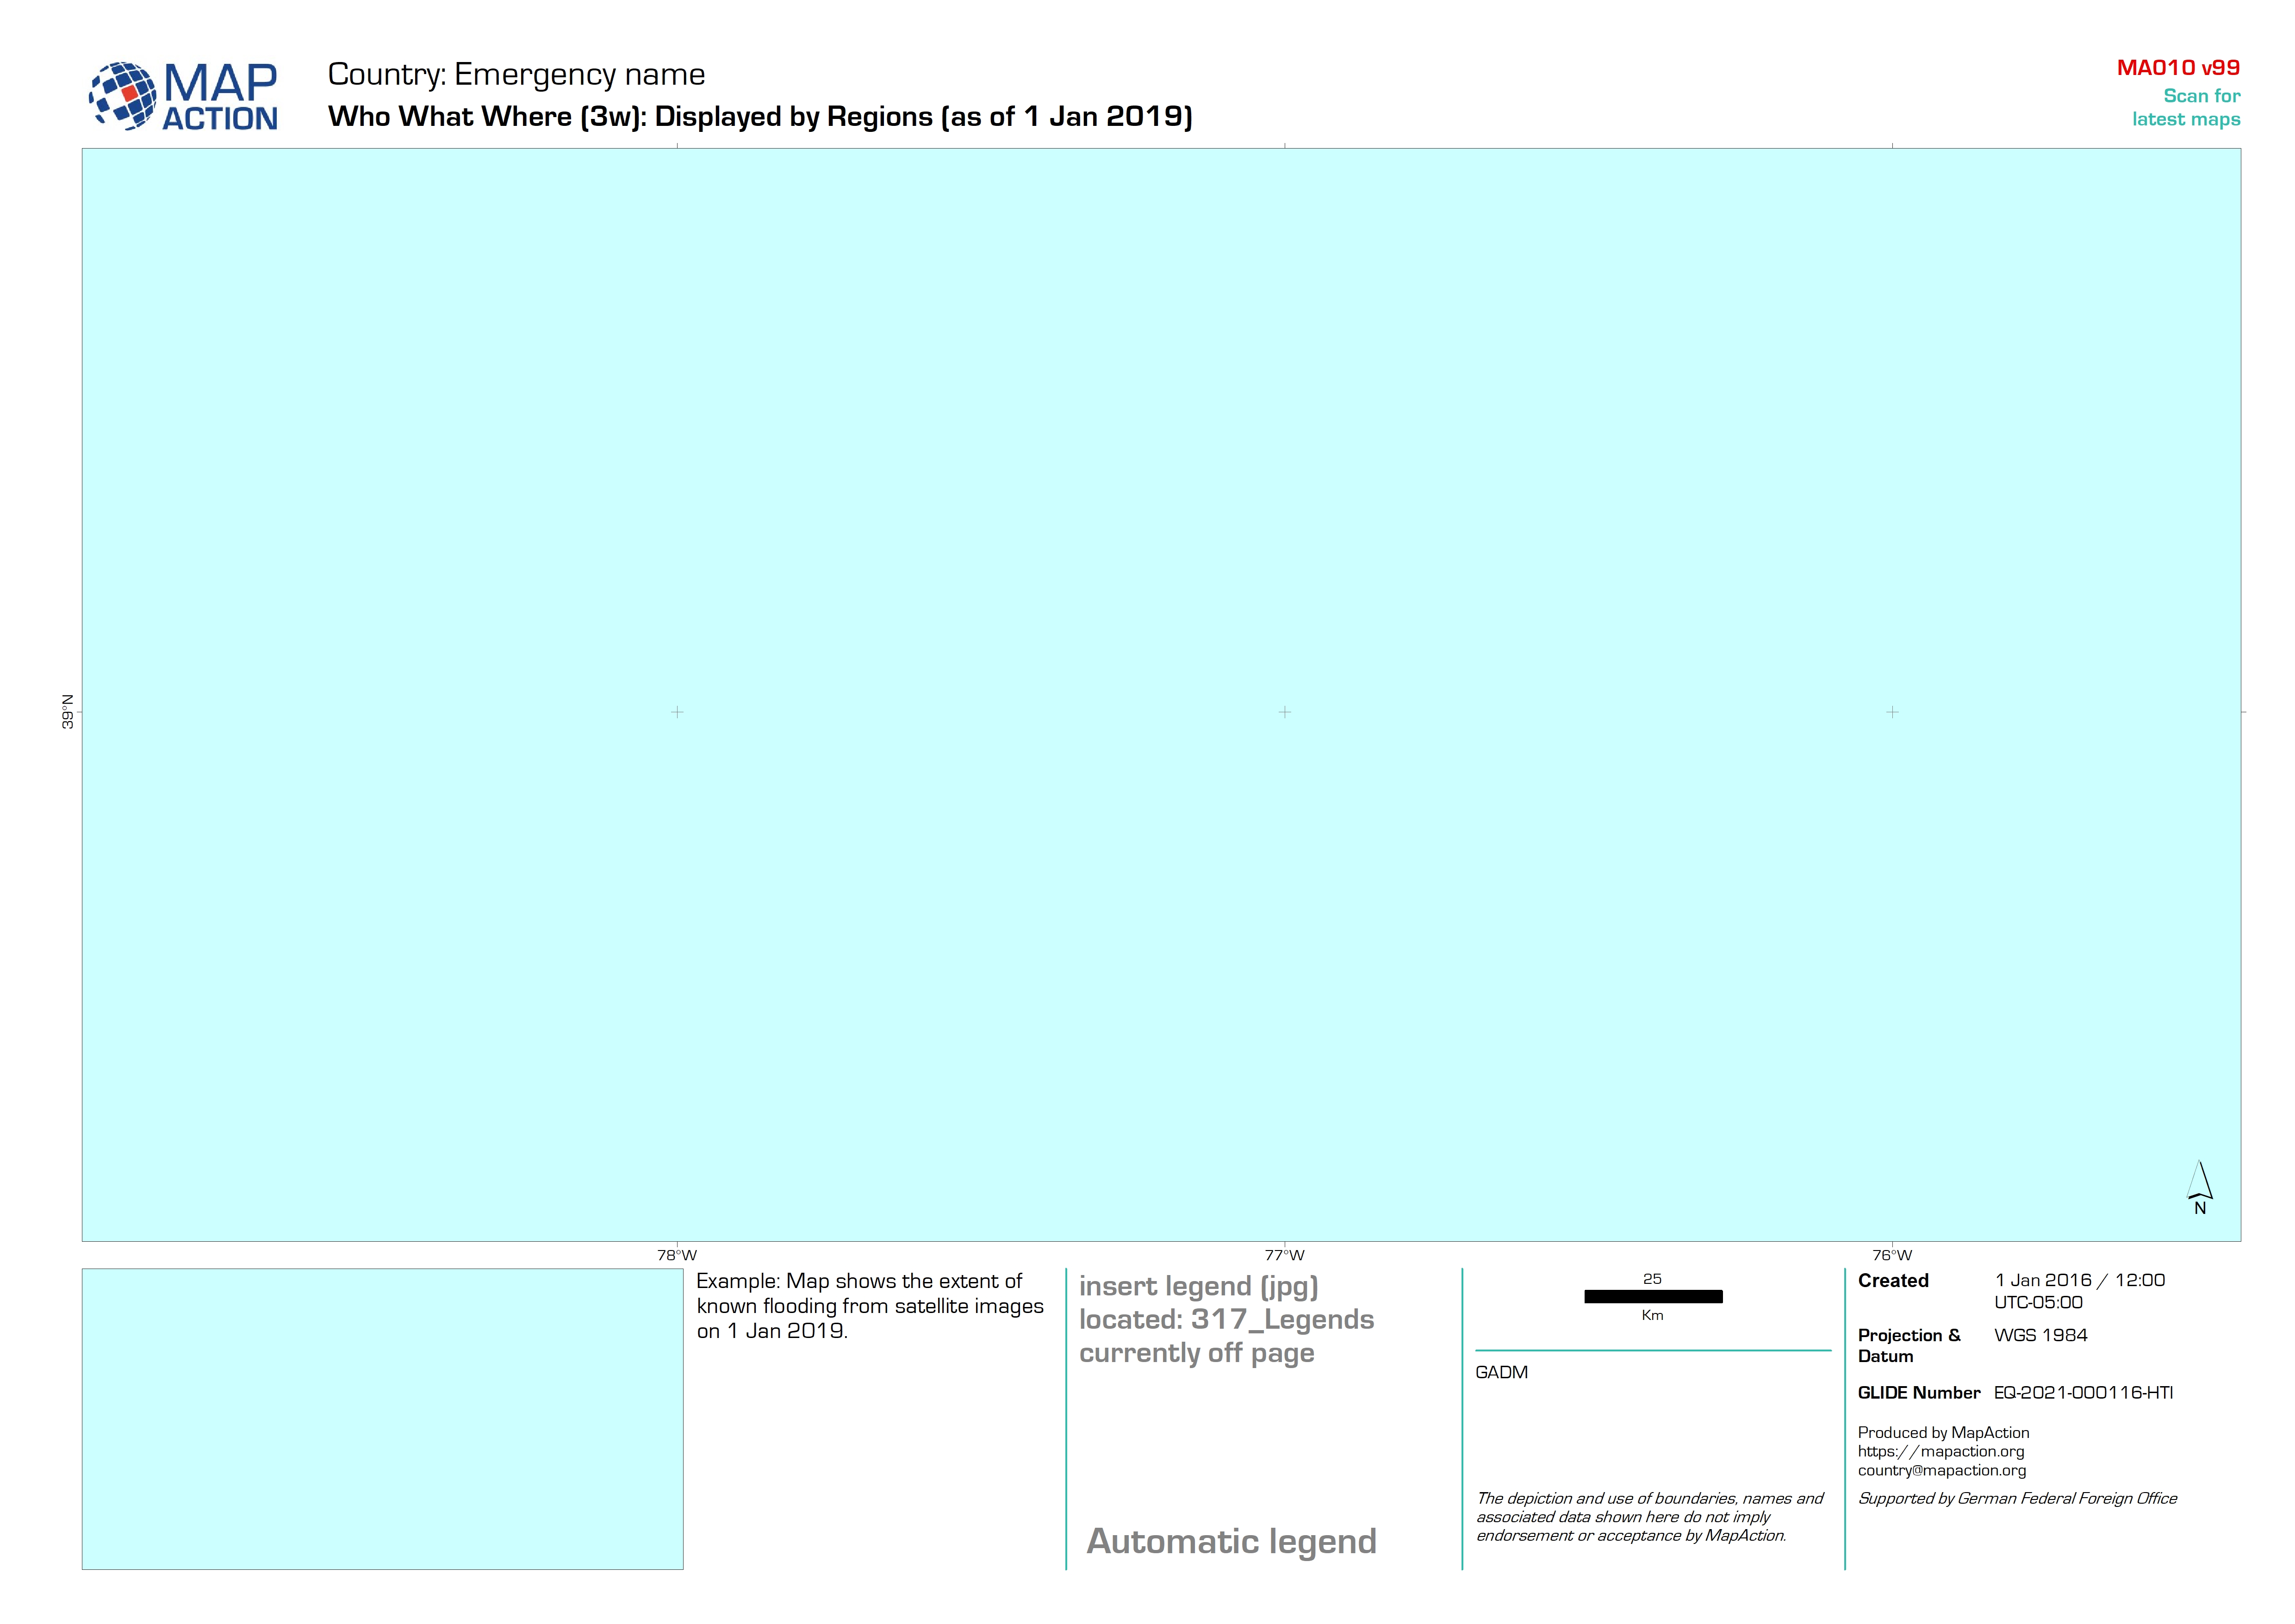 MAP
ACTION
Country: Emergency name
Who What Where (3w): Displayed by Regions (as of 1 Jan 2019)
MA010 v99
Scan for
latest maps
39°N
N
78°W
77°W
76°W
Example: Map shows the extent of
known flooding from satellite images
on 1 Jan 2019.
insert legend (jpg)
located: 317_Legends
currently off page
Automatic legend
25
Km
GADM
The depiction and use of boundaries, names and
associated data shown here do not imply
endorsement or acceptance by MapAction.
Created 1 Jan 2016 / 12:00
UTC-05:00
Projection & WGS 1984
Datum
GLIDE Number EQ-2021-000116-HTI
Produced by MapAction
https://mapaction.org
country@mapaction.org
Supported by German Federal Foreign Office